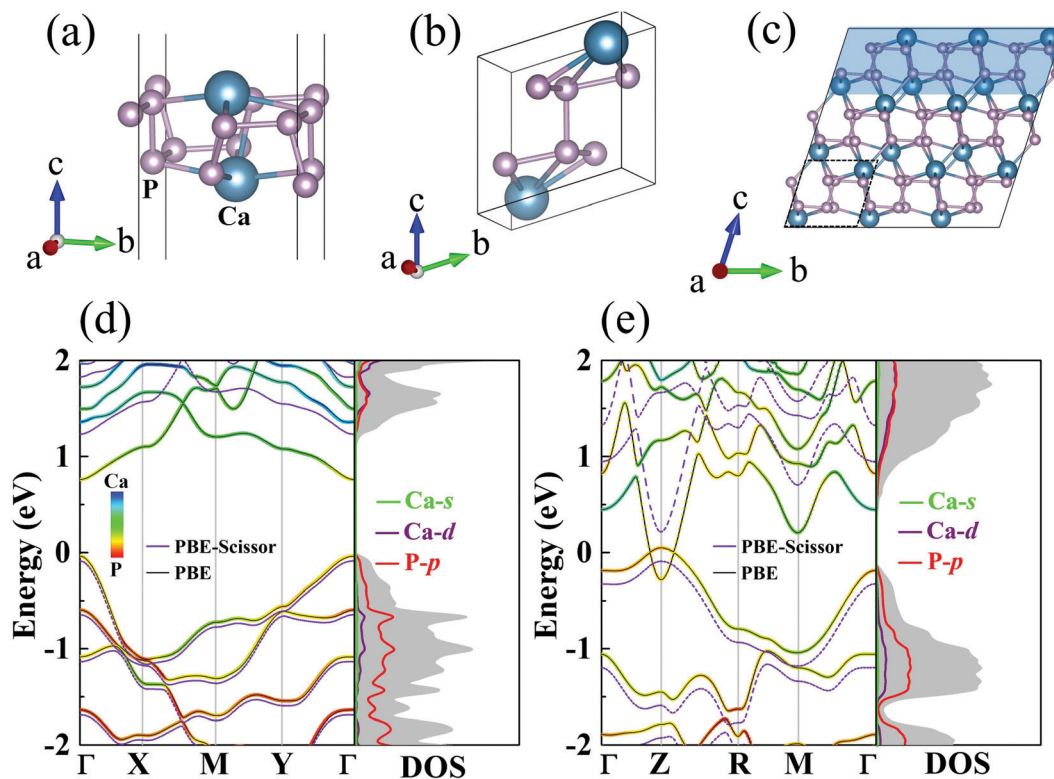 (a) (b) (c)
P Ca
c b a
c b a
c b a
(d) (e)
Energy (eV)
2
1
0
-1
-2
Ca
P
PBE-Scissor
PBE
Ca-s
Ca-d
P-p
Γ X M Y Γ DOS
Energy (eV)
2
1
0
-1
-2
PBE-Scissor
PBE
Ca-s
Ca-d
P-p
Γ Z R M Γ DOS